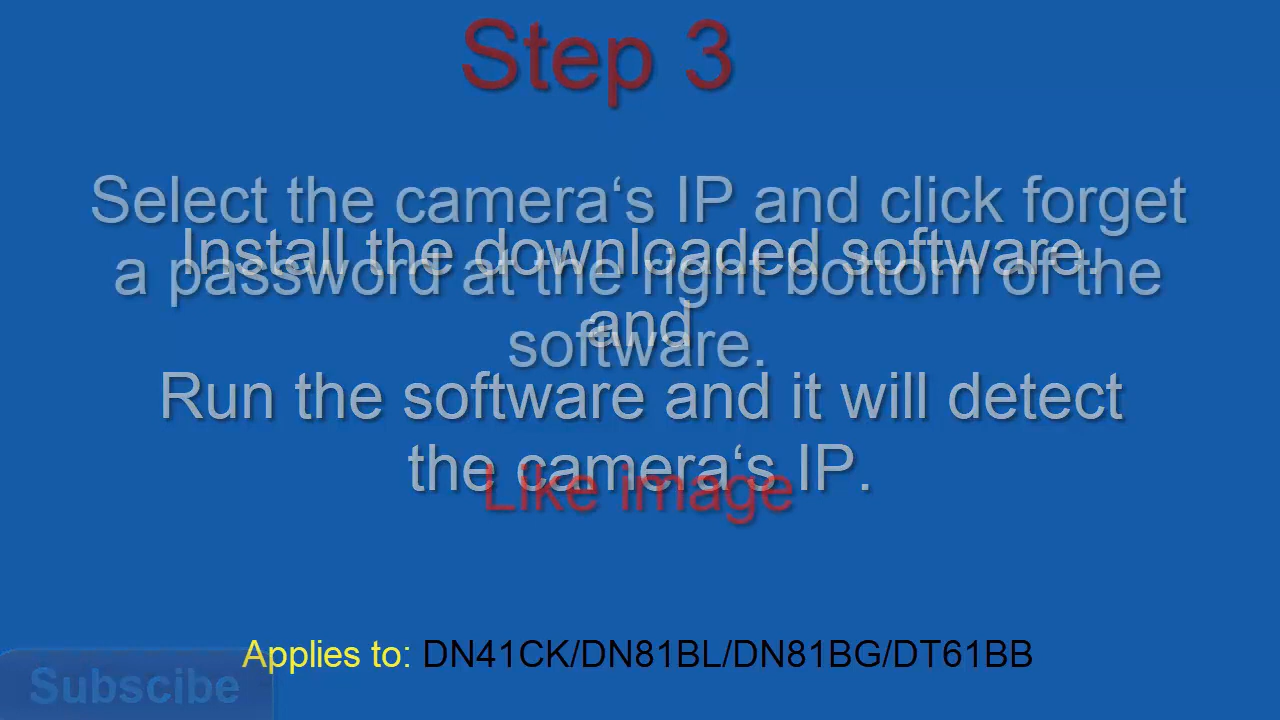 Step 3
Select the camera‘s IP and click forget
a password at the right bottom of the
software.
Install the downloaded software.
and
Run the software and it will detect
the camera‘s IP.
Like image
Applies to: DN41CK/DN81BL/DN81BG/DT61BB
Subscibe